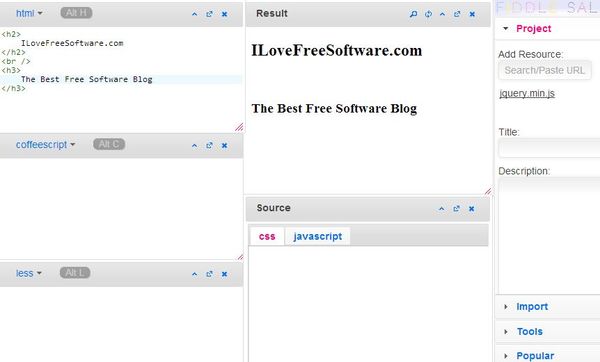 html Alt H
<h2>
ILoveFreeSoftware.com
</h2>
<br />
<h3>
The Best Free Software Blog
</h3>
coffeescript Alt C
less Alt L
Result
ILoveFreeSoftware.com
The Best Free Software Blog
Source
css javascript
FIDDLE SAL
Project
Add Resource:
Search/Paste URL
jquery.min.js
Title:
Description:
Import
Tools
Popular